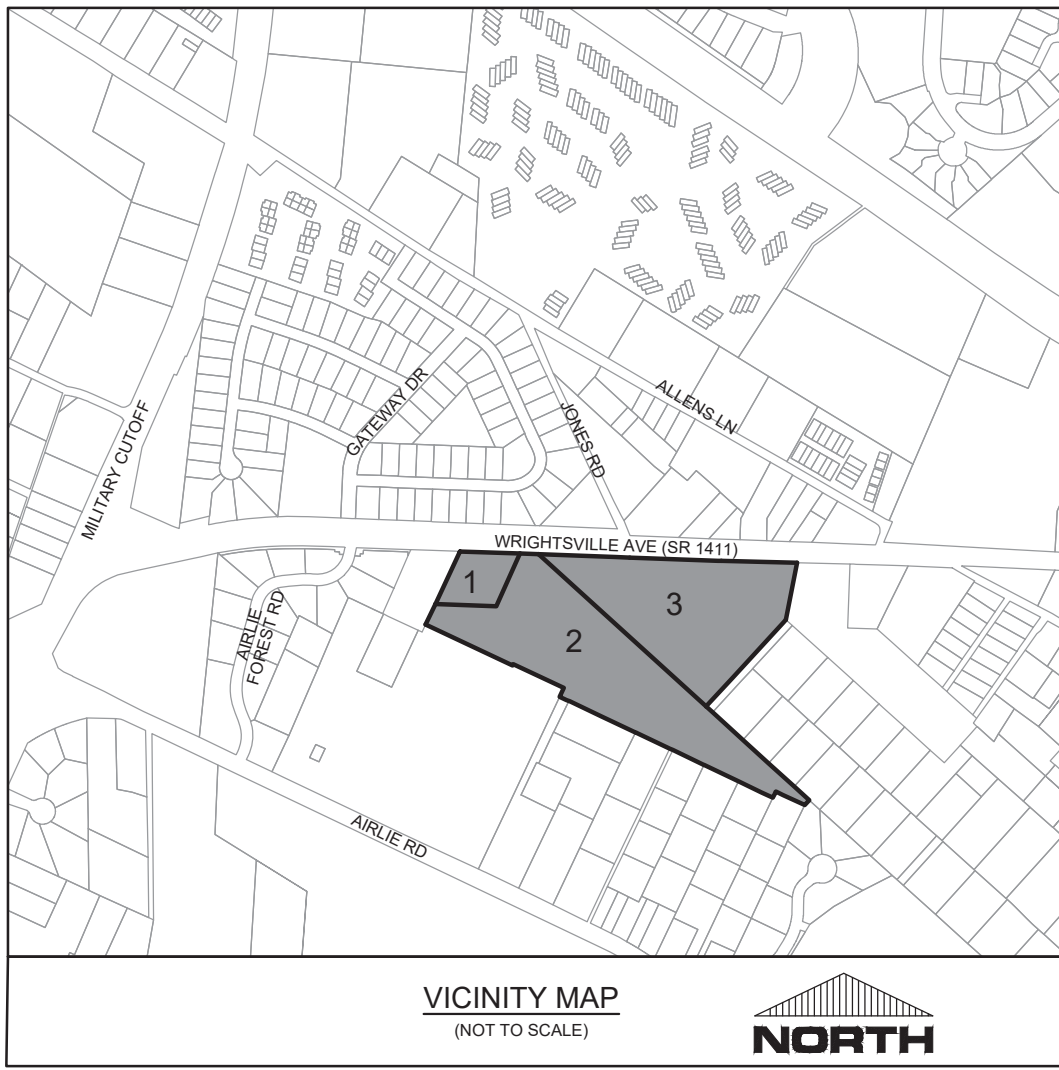 ALLENS LN
GATEWAY DR
JONES RD
MILITARY CUTOFF
WRIGHTSVILLE AVE (SR 1411)
1
3
2
AIRLIE
FOREST RD
AIRLIE RD
VICINITY MAP
(NOT TO SCALE)
NORTH